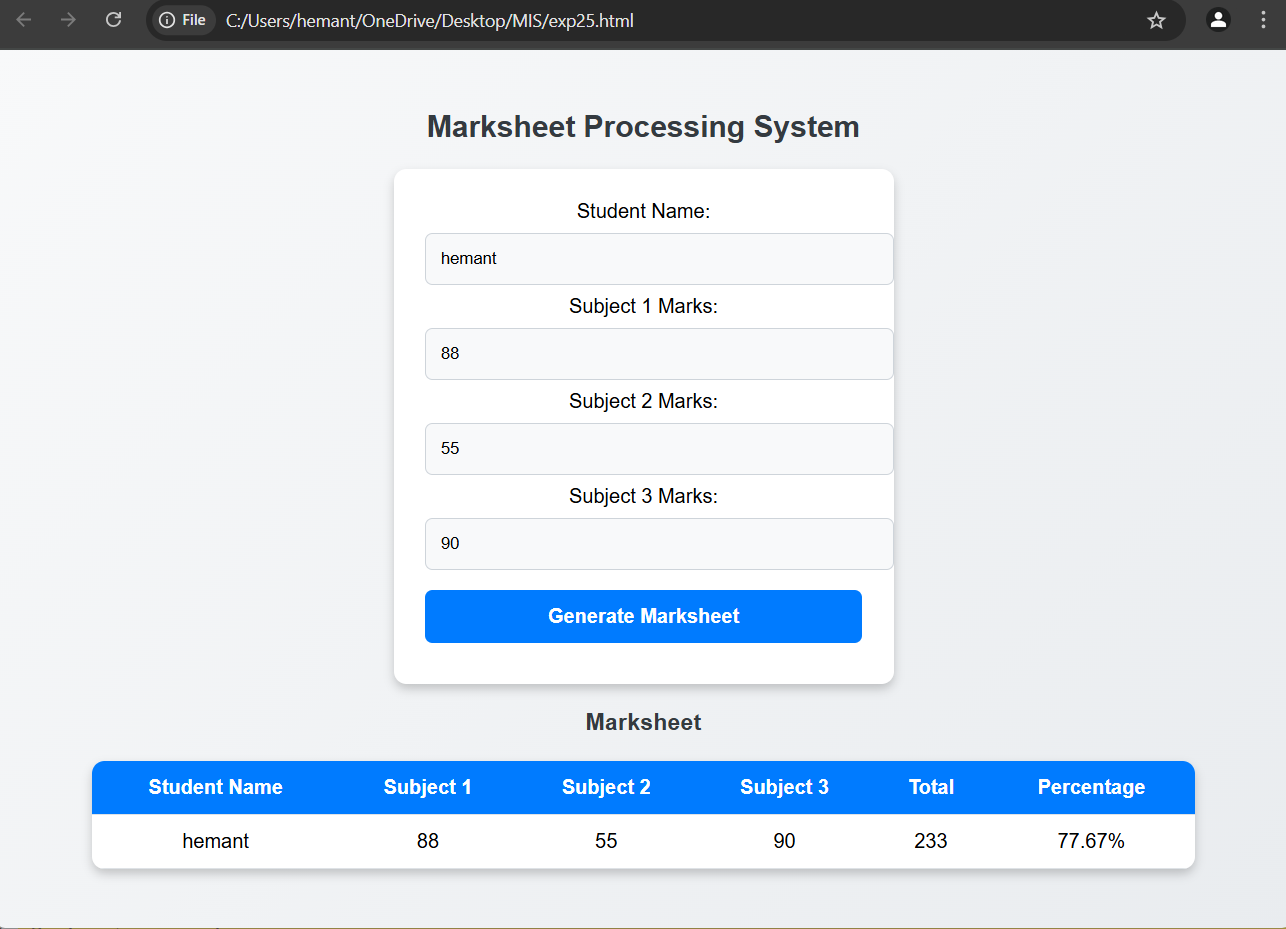 File C:/Users/hemant/OneDrive/Desktop/MIS/exp25.html
Marksheet Processing System
Student Name:
hemant
Subject 1 Marks:
88
Subject 2 Marks:
55
Subject 3 Marks:
90
Generate Marksheet
Marksheet
Student Name Subject 1 Subject 2 Subject 3 Total Percentage
hemant 88 55 90 233 77.67%